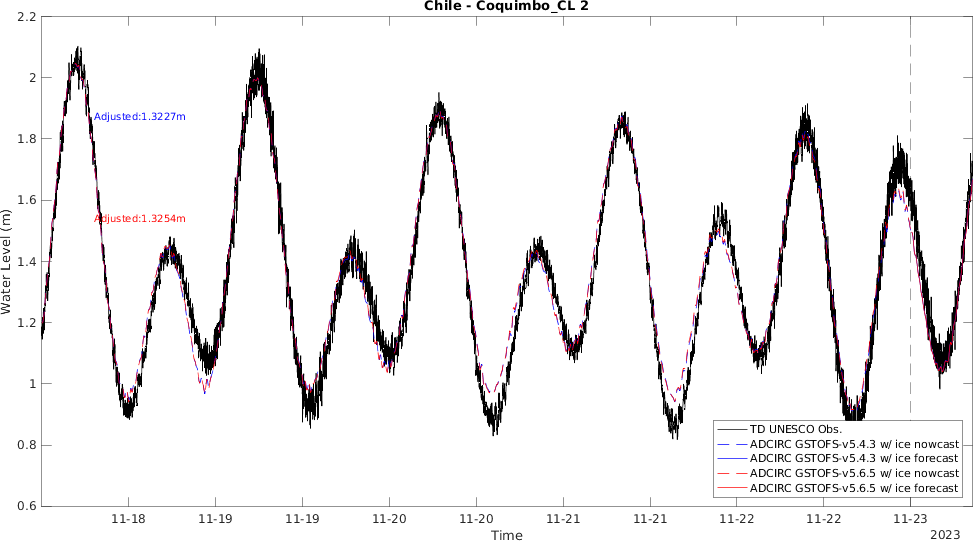 Chile - Coquimbo_CL 2
2.2
2
1.8
1.6
1.4
1.2
1
0.8
0.6
Water Level (m)
Adjusted:1.3227m
Adjusted:1.3254m
TD UNESCO Obs.
ADCIRC GSTOFS-v5.4.3 w/ ice nowcast
ADCIRC GSTOFS-v5.4.3 w/ ice forecast
ADCIRC GSTOFS-v5.6.5 w/ ice nowcast
ADCIRC GSTOFS-v5.6.5 w/ ice forecast
11-18 11-19 11-19 11-20 11-20 11-21 11-21 11-22 11-22 11-23
Time
2023